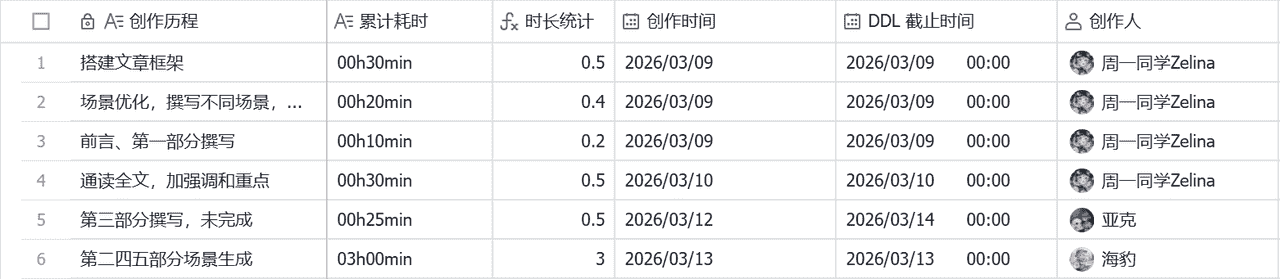 创作历程 累计耗时 时长统计 创作时间 DDL 截止时间 创作人
1 搭建文章框架 00h30min 0.5 2026/03/09 2026/03/09 00:00 周一同学Zelina
2 场景优化，撰写不同场景，... 00h20min 0.4 2026/03/09 2026/03/09 00:00 周一同学Zelina
3 前言、第一部分撰写 00h10min 0.2 2026/03/09 2026/03/09 00:00 周一同学Zelina
4 通读全文，加强调和重点 00h30min 0.5 2026/03/10 2026/03/10 00:00 周一同学Zelina
5 第三部分撰写，未完成 00h25min 0.5 2026/03/12 2026/03/14 00:00 亚克
6 第二四五部分场景生成 03h00min 3 2026/03/13 2026/03/13 00:00 海豹